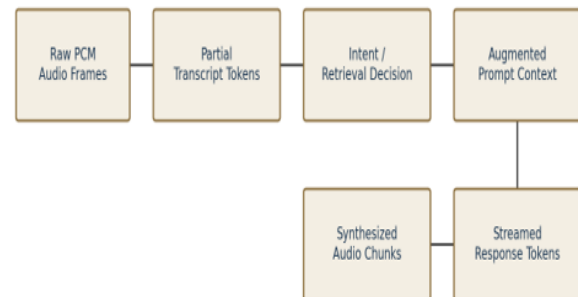 Raw PCM
Audio Frames
Partial
Transcript Tokens
Intent /
Retrieval Decision
Augmented
Prompt Context
Synthesized
Audio Chunks
Streamed
Response Tokens